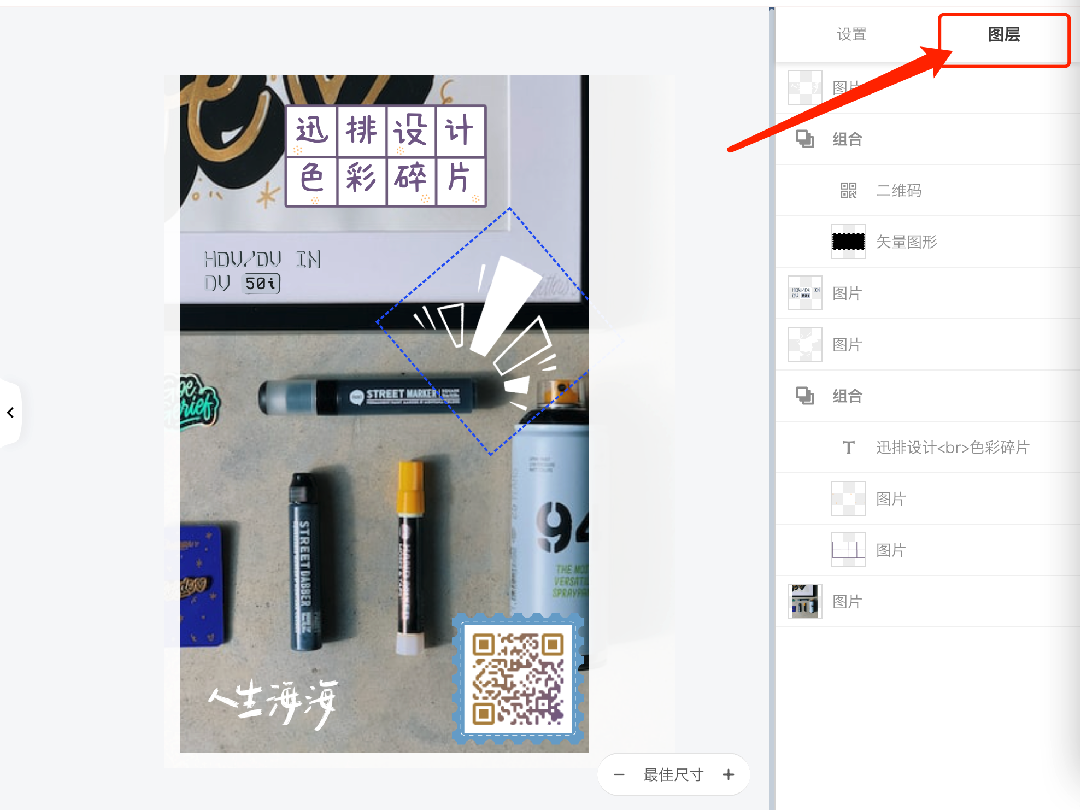 设置
图层
图片
组合
二维码
矢量图形
图片
图片
组合
T 迅排设计<br>色彩碎片
图片
图片
图片
迅排设计
色彩碎片
HDV/DV IN
DV 50i
STREET MARKER
STREET DABBER
94
THE MOS
VERSATI
SPRAYPA
人生海海
最佳尺寸